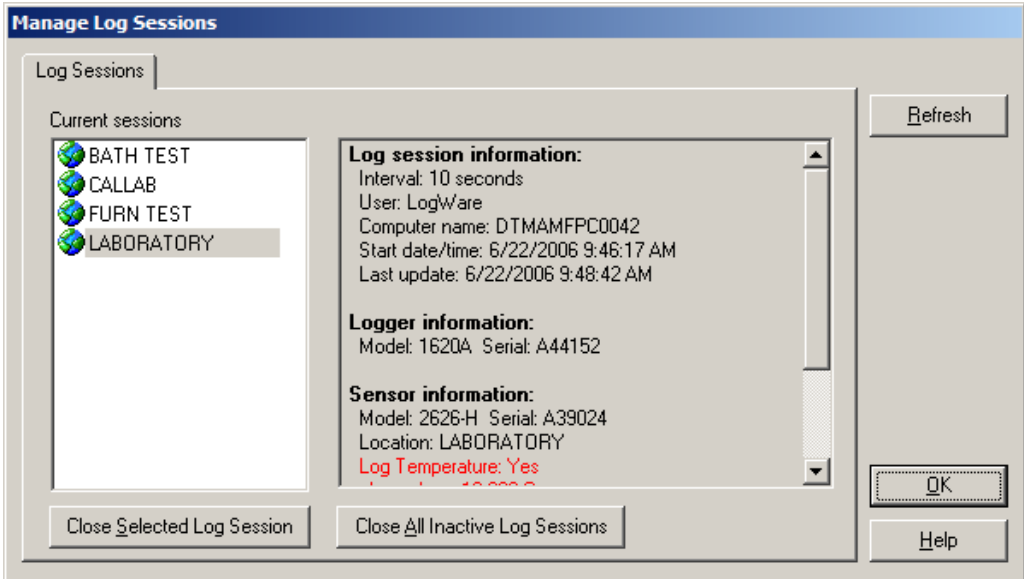 Manage Log Sessions
Log Sessions
Current sessions
BATH TEST
CALLAB
FURN TEST
LABORATORY
Log session information:
Interval: 10 seconds
User: LogWare
Computer name: DTMAMFPC0042
Start date/time: 6/22/2006 9:46:17 AM
Last update: 6/22/2006 9:48:42 AM
Logger information:
Model: 1620A Serial: A44152
Sensor information:
Model: 2626-H Serial: A39024
Location: LABORATORY
Log Temperature: Yes
Close Selected Log Session
Close All Inactive Log Sessions
Refresh
OK
Help